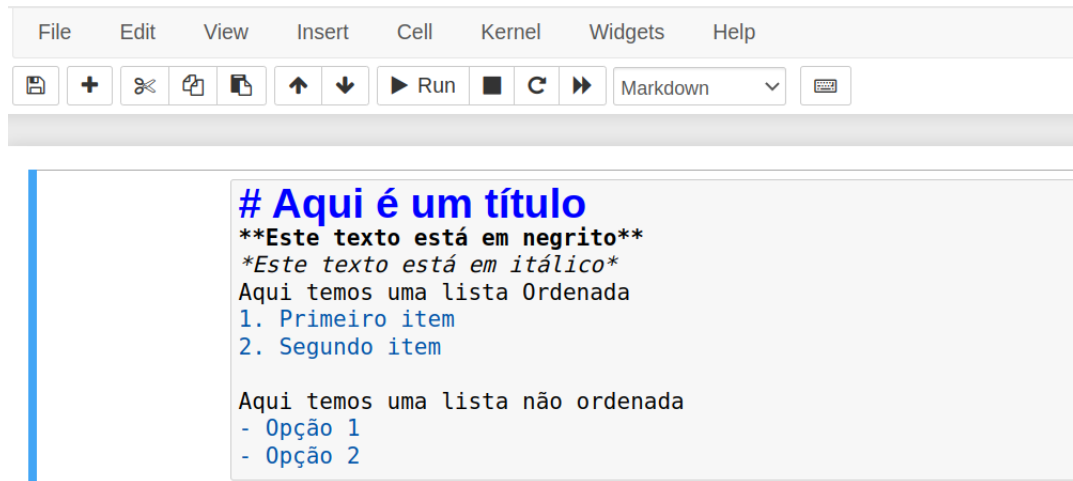 File Edit View Insert Cell Kernel Widgets Help
Run Markdown
# Aqui é um título
**Este texto está em negrito**
*Este texto está em itálico*
Aqui temos uma lista Ordenada
1. Primeiro item
2. Segundo item
Aqui temos uma lista não ordenada
- Opção 1
- Opção 2